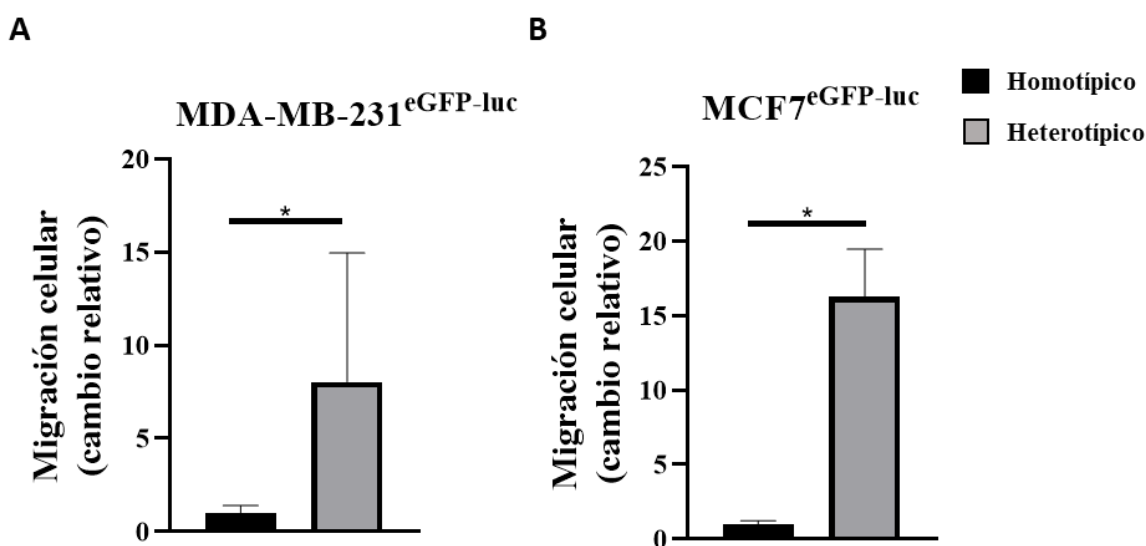 A
MDA-MB-231eGFP-luc
Migración celular
(cambio relativo)
20
15
10
5
0
*
B
MCF7eGFP-luc
Migración celular
(cambio relativo)
25
20
15
10
5
0
*
Homotípico
Heterotípico